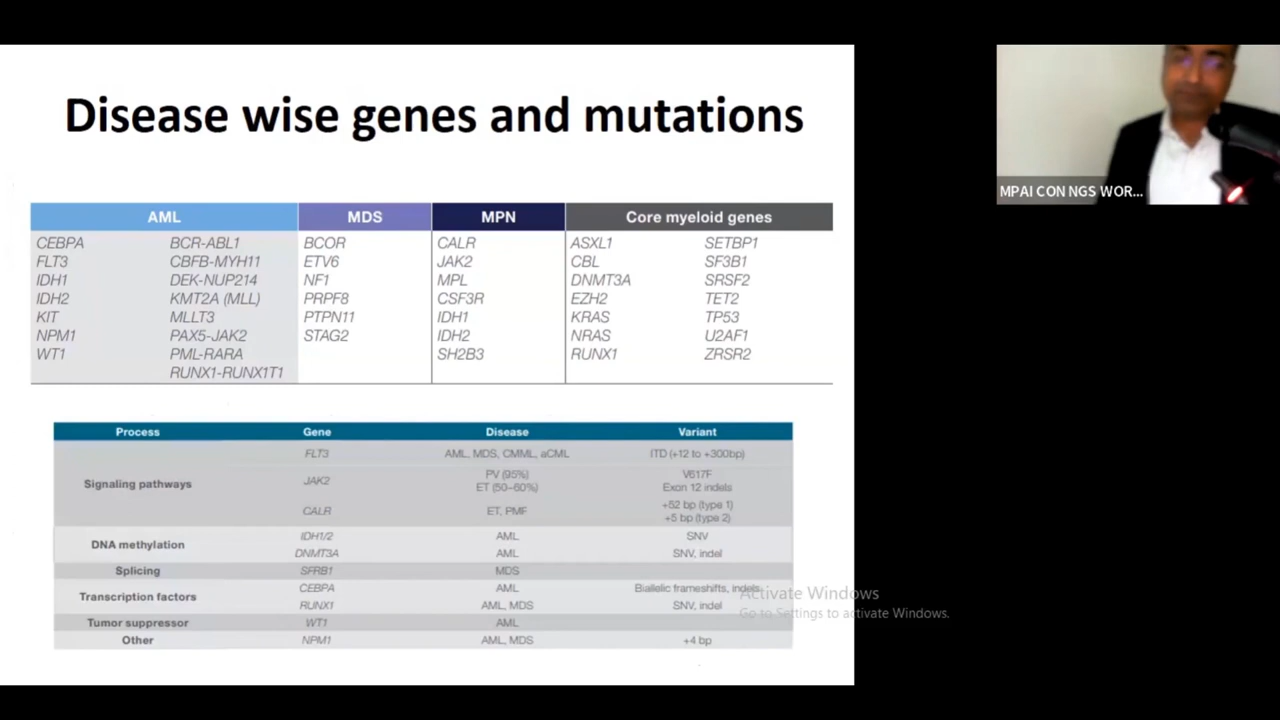 Disease wise genes and mutations
MPAI CON NGS WOR...
AML MDS MPN Core myeloid genes
CEBPA BCR-ABL1 BCOR CALR ASXL1 SETBP1
FLT3 CBFB-MYH11 ETV6 JAK2 CBL SF3B1
IDH1 DEK-NUP214 NF1 MPL DNMT3A SRSF2
IDH2 KMT2A (MLL) PRPF8 CSF3R EZH2 TET2
KIT MLLT3 PTPN11 IDH1 KRAS TP53
NPM1 PAX5-JAK2 STAG2 IDH2 NRAS U2AF1
WT1 PML-RARA SH2B3 RUNX1 ZRSR2
RUNX1-RUNX1T1
Process Gene Disease Variant
FLT3 AML, MDS, CMML, aCML ITD (+12 to +300bp)
Signaling pathways JAK2 PV (95%) V617F
ET (50–60%) Exon 12 indels
CALR ET, PMF +52 bp (type 1)
+5 bp (type 2)
DNA methylation IDH1/2 AML SNV
DNMT3A AML SNV, indel
Splicing SFRB1 MDS
Transcription factors CEBPA AML Biallelic frameshifts, indels
RUNX1 AML, MDS SNV, indel
Tumor suppressor WT1 AML
Other NPM1 AML, MDS +4 bp
Activate Windows
Go to Settings to activate Windows.